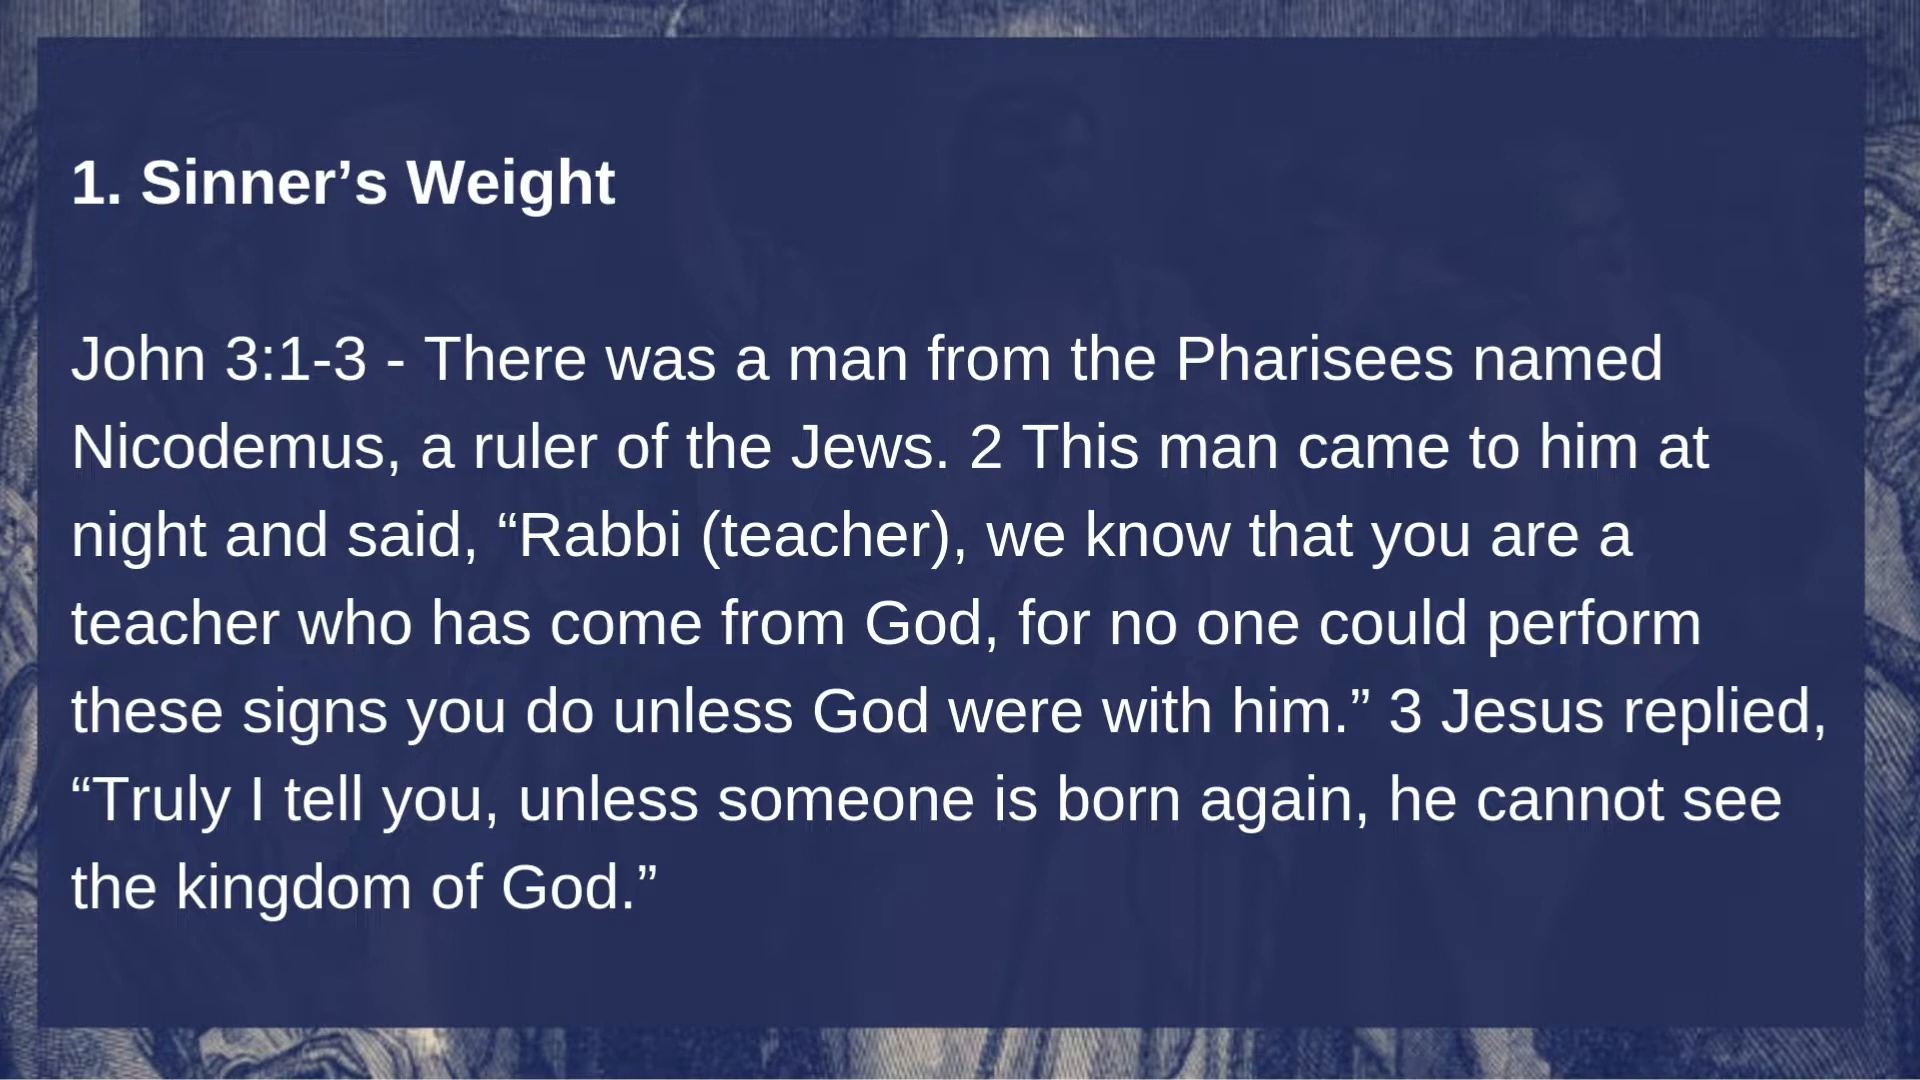 1. Sinner’s Weight
John 3:1-3 - There was a man from the Pharisees named
Nicodemus, a ruler of the Jews. 2 This man came to him at
night and said, “Rabbi (teacher), we know that you are a
teacher who has come from God, for no one could perform
these signs you do unless God were with him.” 3 Jesus replied,
“Truly I tell you, unless someone is born again, he cannot see
the kingdom of God.”